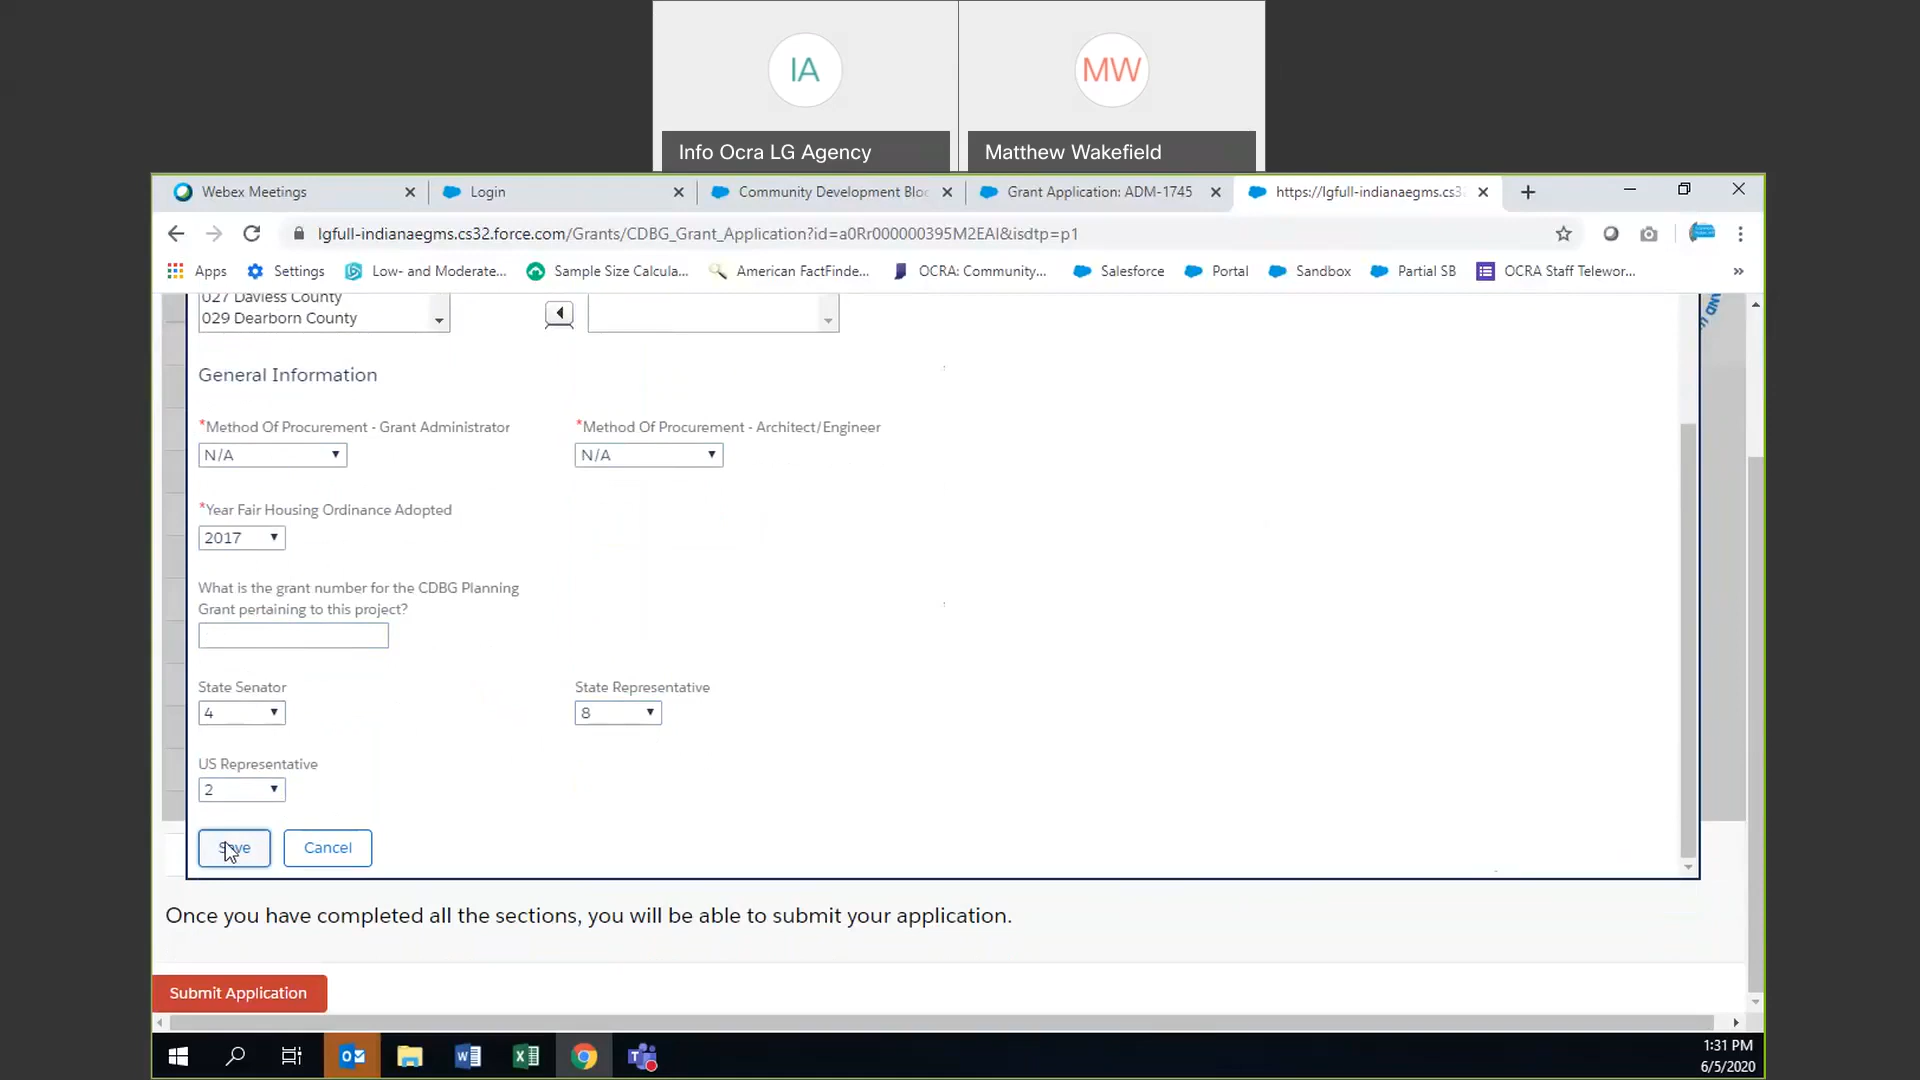 IA
MW
Info Ocra LG Agency
Matthew Wakefield
Webex Meetings
Login
Community Development Bloc
Grant Application: ADM-1745
https://lgfull-indianaegms.cs3
lgfull-indianaegms.cs32.force.com/Grants/CDBG_Grant_Application?id=a0Rr000000395M2EAI&isdtp=p1
Apps
Settings
Low- and Moderate...
Sample Size Calcula...
American FactFinde...
OCRA: Community...
Salesforce
Portal
Sandbox
Partial SB
OCRA Staff Telewor...
»
027 Daviess County
029 Dearborn County
General Information
*Method Of Procurement - Grant Administrator
*Method Of Procurement - Architect/Engineer
N/A
N/A
*Year Fair Housing Ordinance Adopted
2017
What is the grant number for the CDBG Planning
Grant pertaining to this project?
State Senator
State Representative
4
8
US Representative
2
Save
Cancel
Once you have completed all the sections, you will be able to submit your application.
Submit Application
1:31 PM
6/5/2020